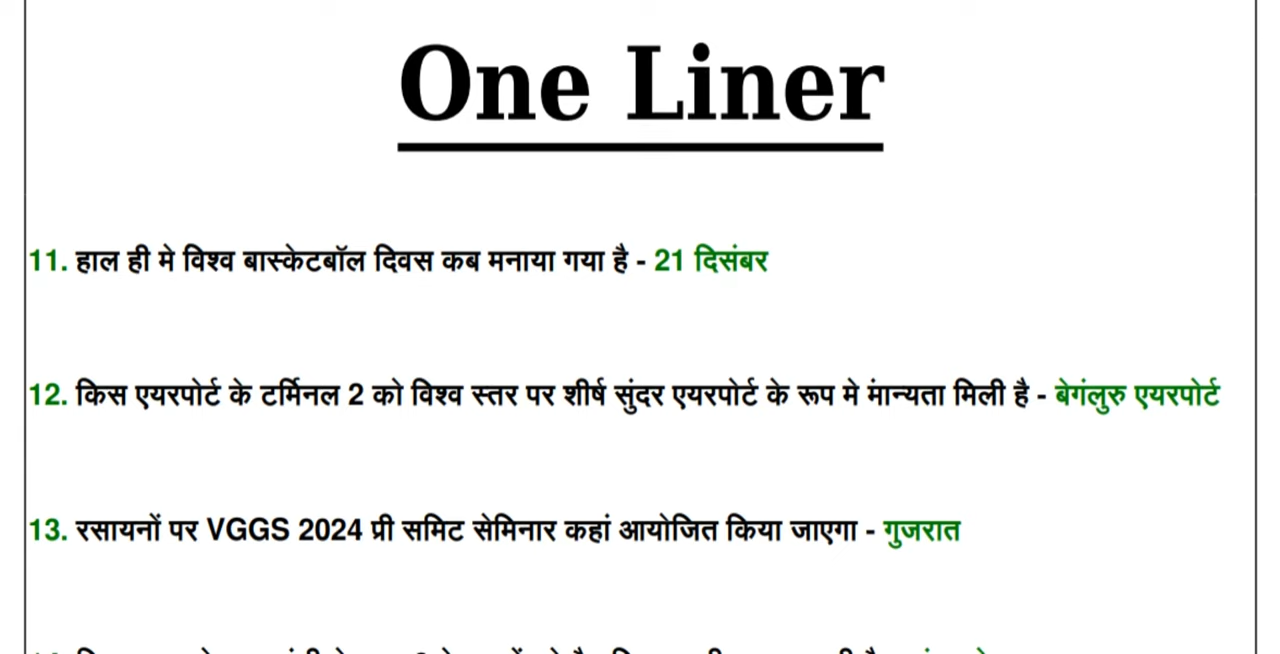 One Liner
11. हाल ही मे विश्व बास्केटबॉल दिवस कब मनाया गया है - 21 दिसंबर
12. किस एयरपोर्ट के टर्मिनल 2 को विश्व स्तर पर शीर्ष सुंदर एयरपोर्ट के रूप मे मंान्यता मिली है - बेगंलुरु एयरपोर्ट
13. रसायनों पर VGGS 2024 प्री समिट सेमिनार कहां आयोजित किया जाएगा - गुजरात